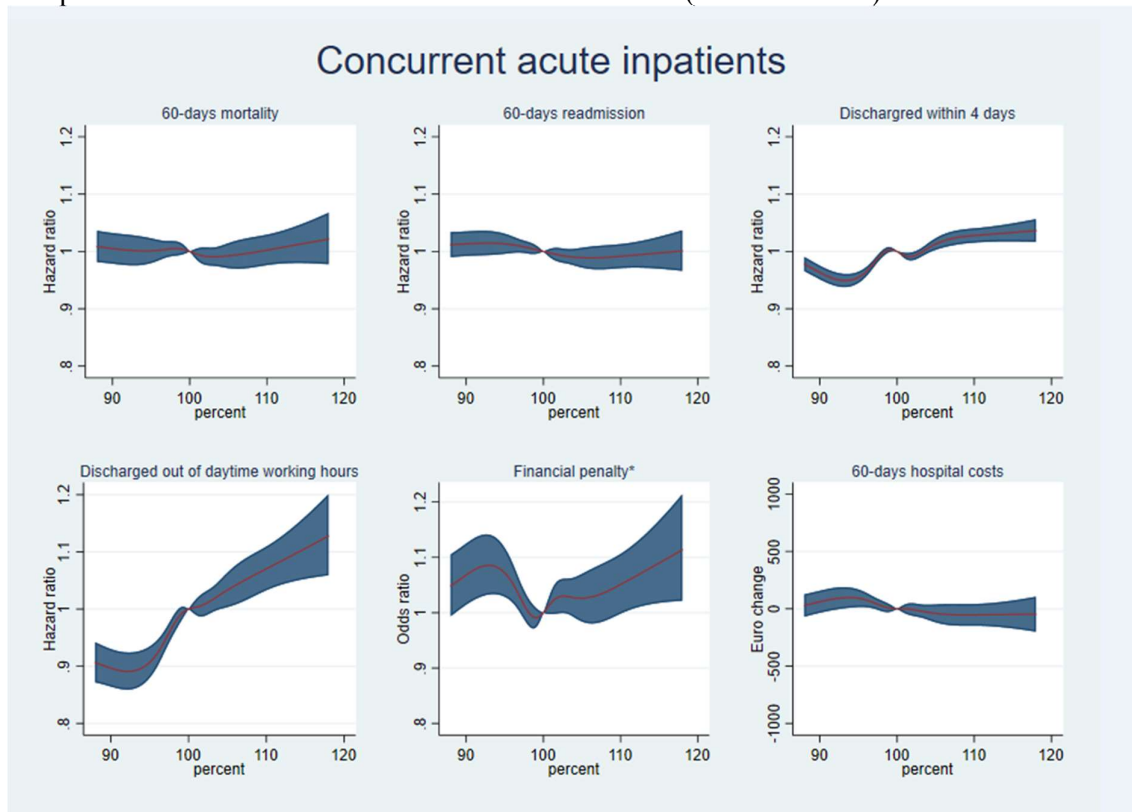 Concurrent acute inpatients
60-days mortality
Hazard ratio
1.2
1.1
1
.9
.8
90 100 110 120
percent
60-days readmission
Hazard ratio
1.2
1.1
1
.9
.8
90 100 110 120
percent
Dischargred within 4 days
Hazard ratio
1.2
1.1
1
.9
.8
90 100 110 120
percent
Discharged out of daytime working hours
Hazard ratio
1.2
1.1
1
.9
.8
90 100 110 120
percent
Financial penalty*
Odds ratio
1.2
1.1
1
.9
.8
90 100 110 120
percent
60-days hospital costs
Euro change
1000
500
0
-500
-1000
90 100 110 120
percent